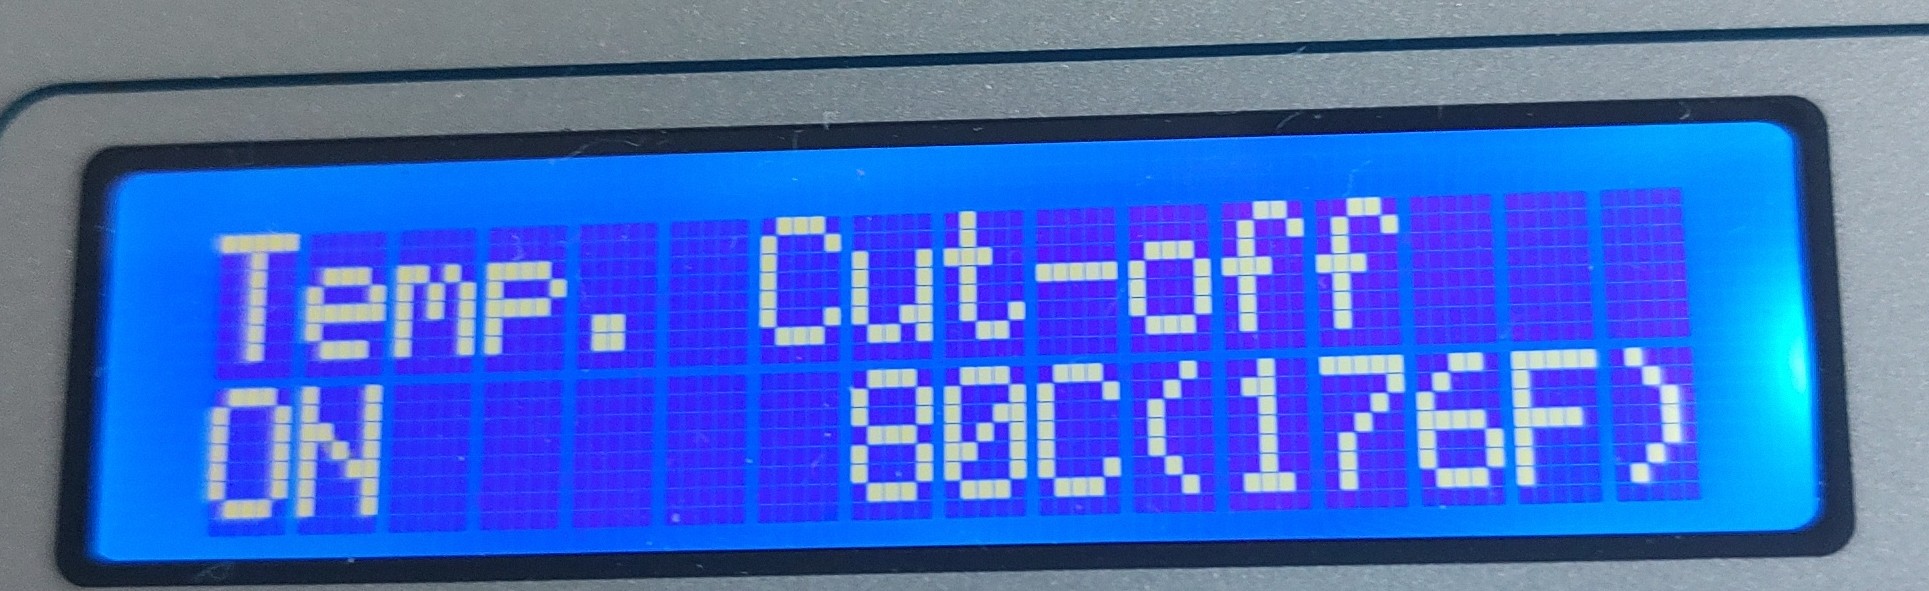 Temp. Cut-off
ON 80C(176F)